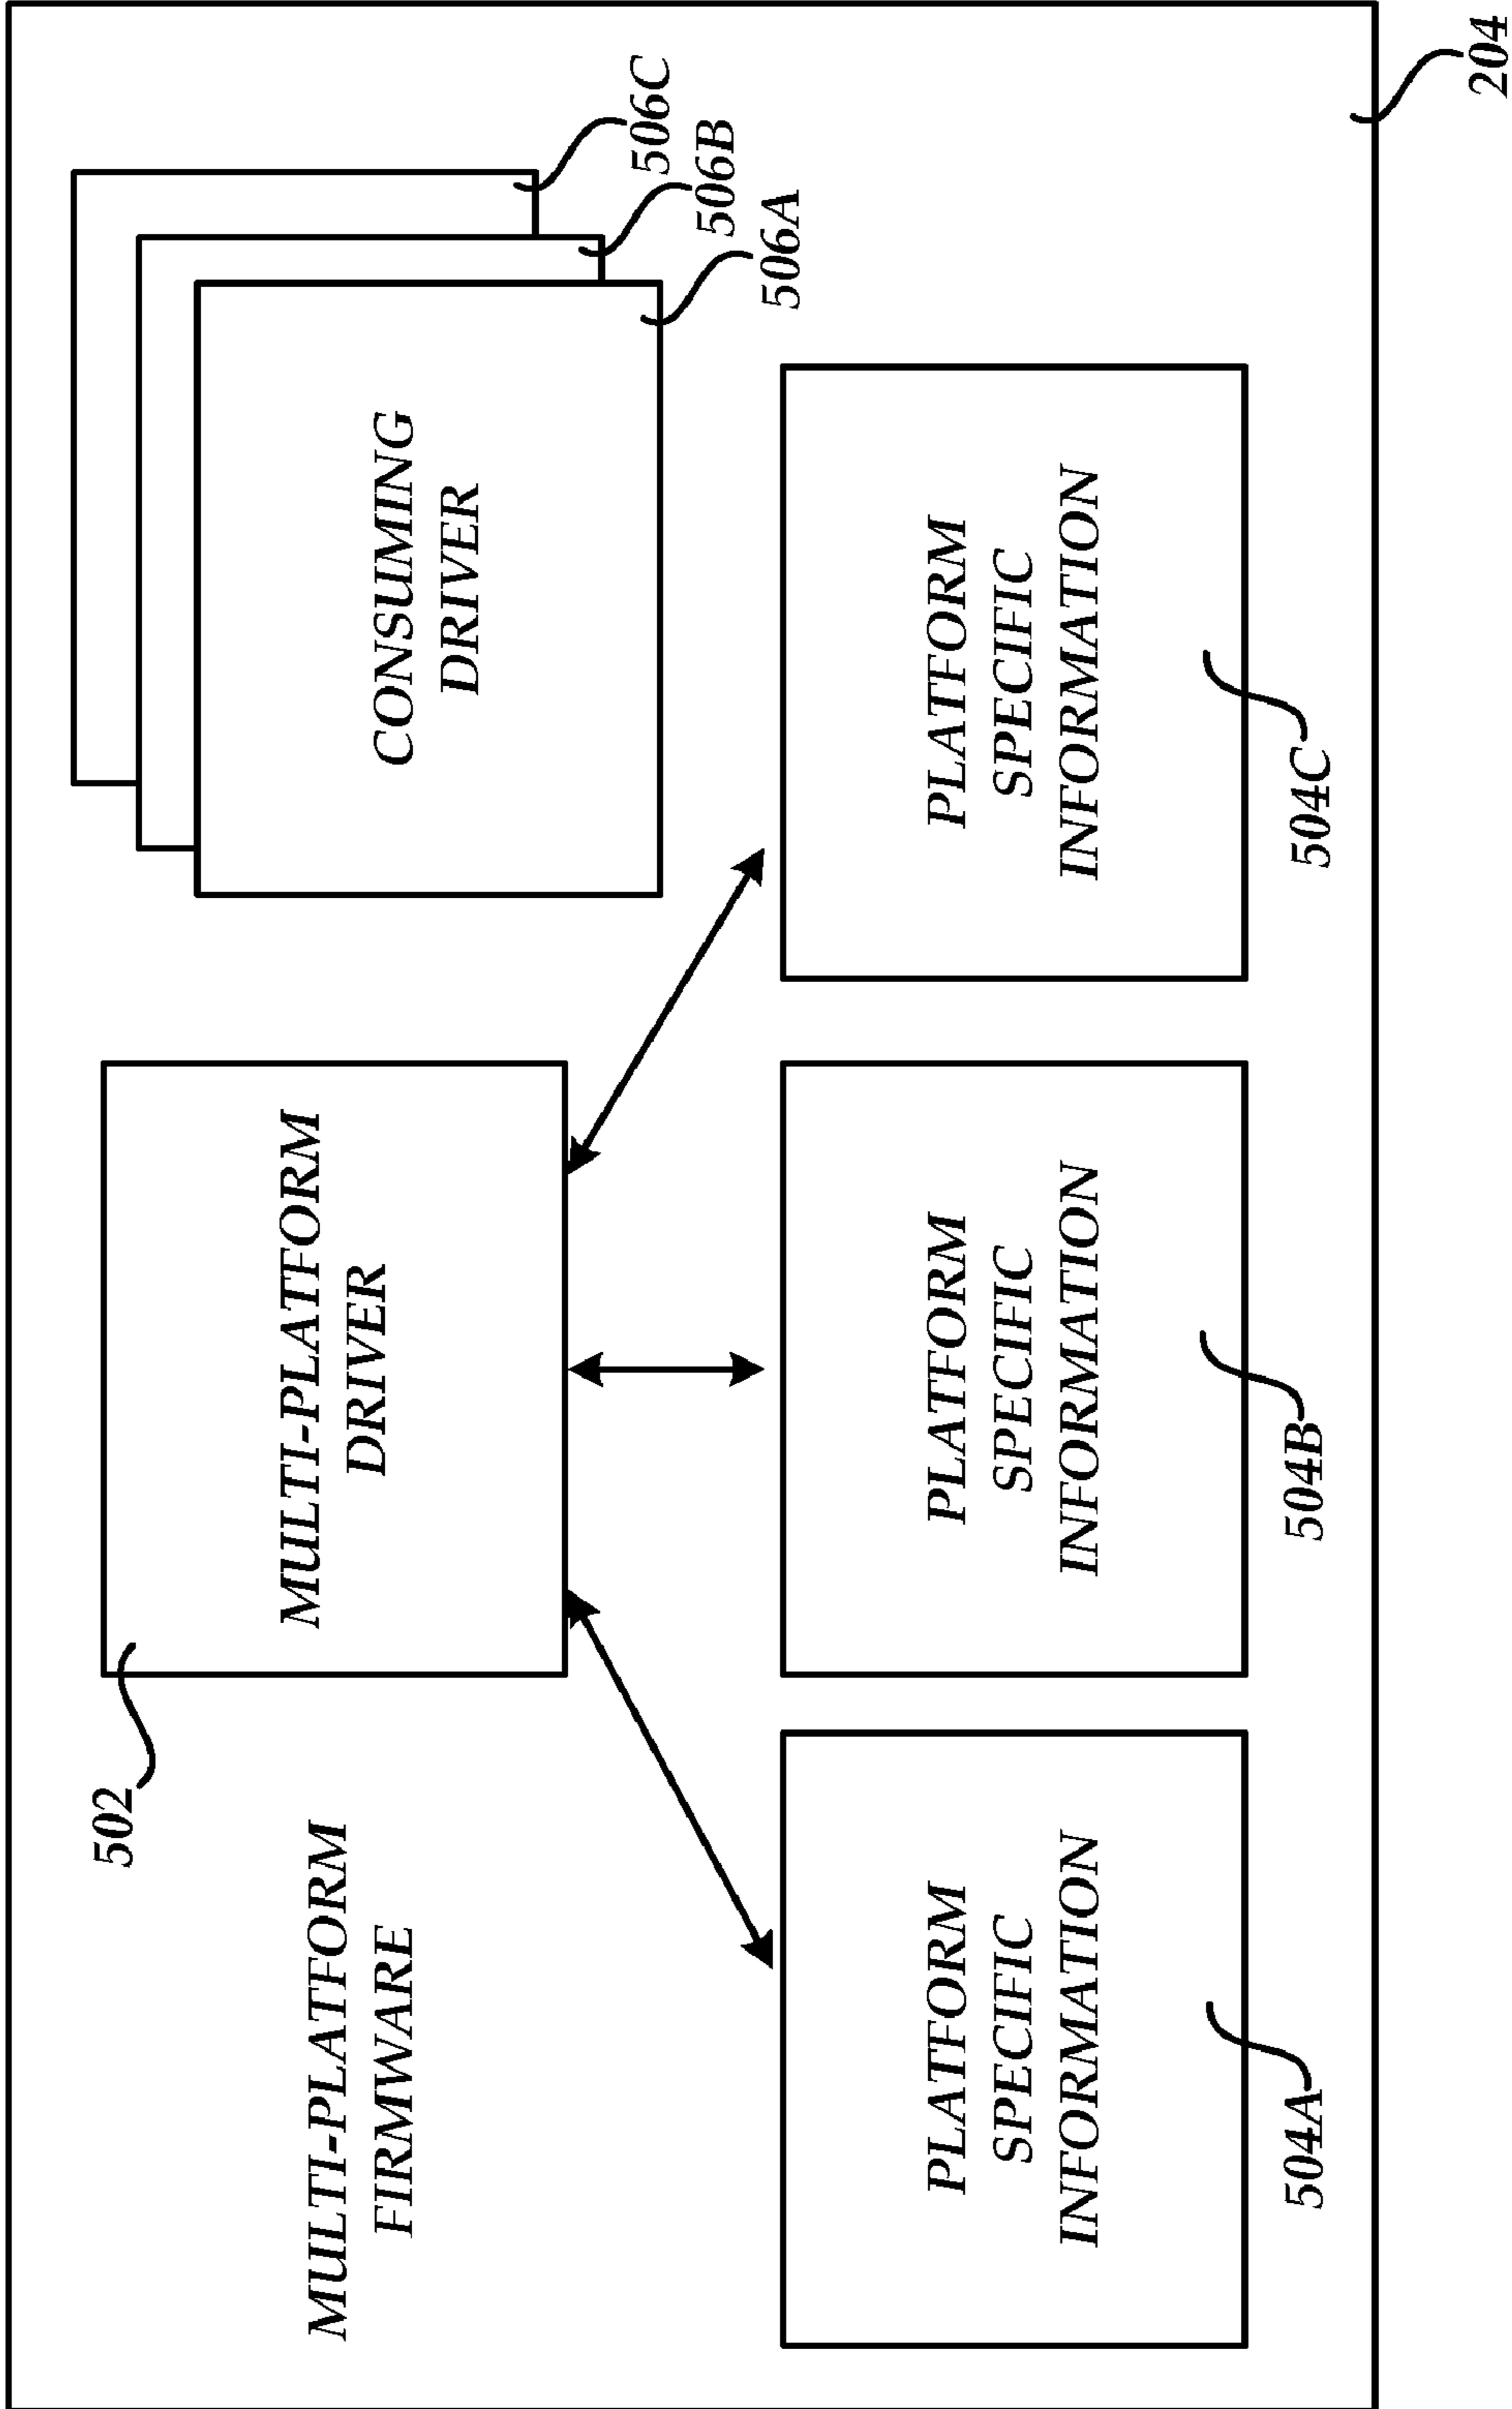 MULTI-PLATFORM
FIRMWARE
502
MULTI-PLATFORM
DRIVER
CONSUMING
DRIVER
506C
506B
506A
PLATFORM
SPECIFIC
INFORMATION
504A
PLATFORM
SPECIFIC
INFORMATION
504B
PLATFORM
SPECIFIC
INFORMATION
504C
204